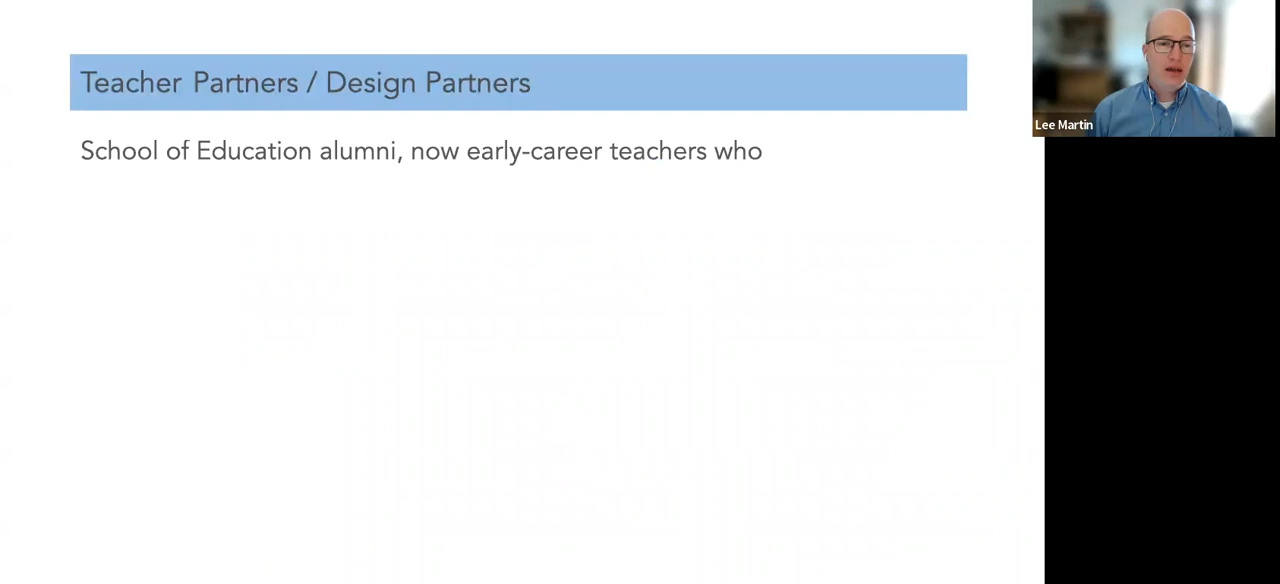 Teacher Partners / Design Partners
School of Education alumni, now early-career teachers who
Lee Martin